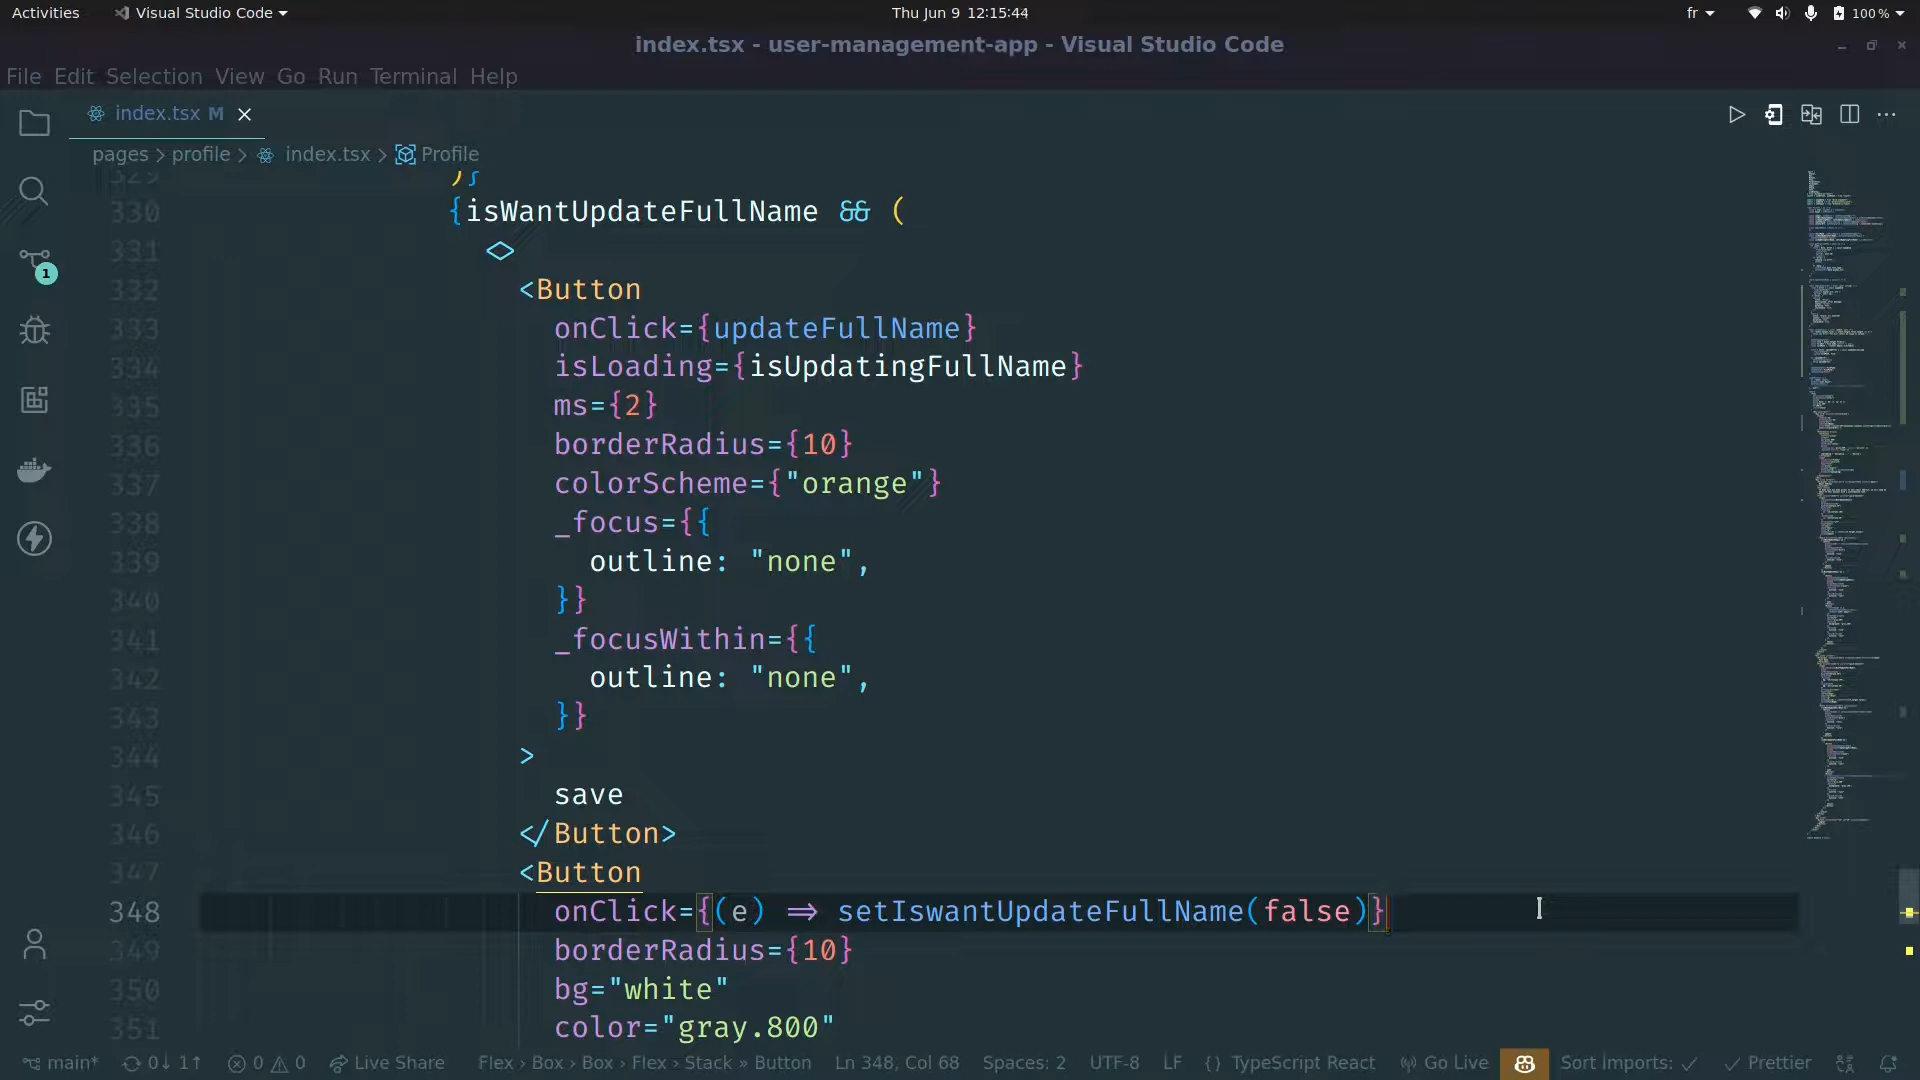 Activities Visual Studio Code Thu Jun 9 12:15:44 fr 100 %
index.tsx - user-management-app - Visual Studio Code
File Edit Selection View Go Run Terminal Help
index.tsx M
pages > profile > index.tsx > Profile
329 )}
330 {isWantUpdateFullName && (
331 <>
332 <Button
333 onClick={updateFullName}
334 isLoading={isUpdatingFullName}
335 ms={2}
336 borderRadius={10}
337 colorScheme={"orange"}
338 _focus={{
339 outline: "none",
340 }}
341 _focusWithin={{
342 outline: "none",
343 }}
344 >
345 save
346 </Button>
347 <Button
348 onClick={(e) => setIswantUpdateFullName(false)}
349 borderRadius={10}
350 bg="white"
351 color="gray.800"
1
main* 0↓ 1↑ 0 0 Live Share Flex › Box › Box › Flex › Stack » Button Ln 348, Col 68 Spaces: 2 UTF-8 LF {} TypeScript React Go Live Sort Imports: ✓ ✓ Prettier